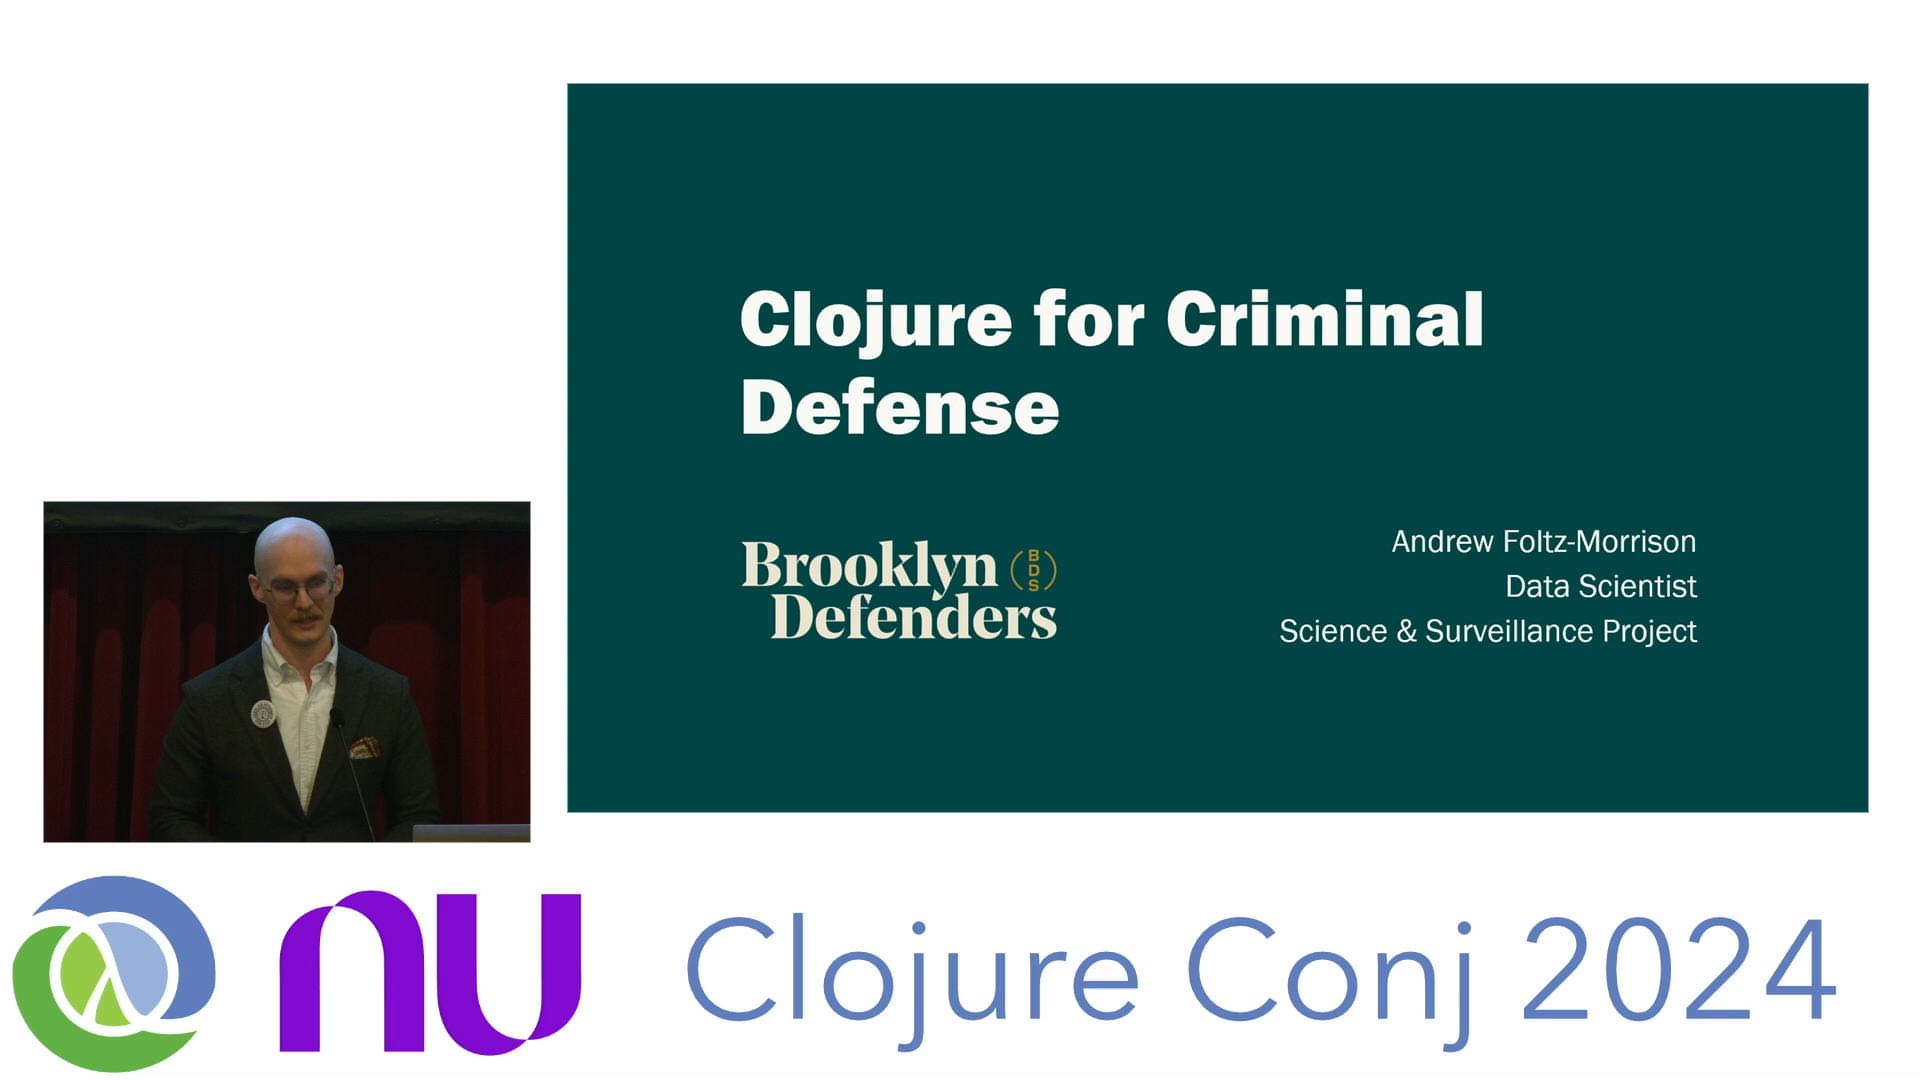 Clojure for Criminal
Defense
Brooklyn
Defenders
BDS
Andrew Foltz-Morrison
Data Scientist
Science & Surveillance Project
nu
Clojure Conj 2024